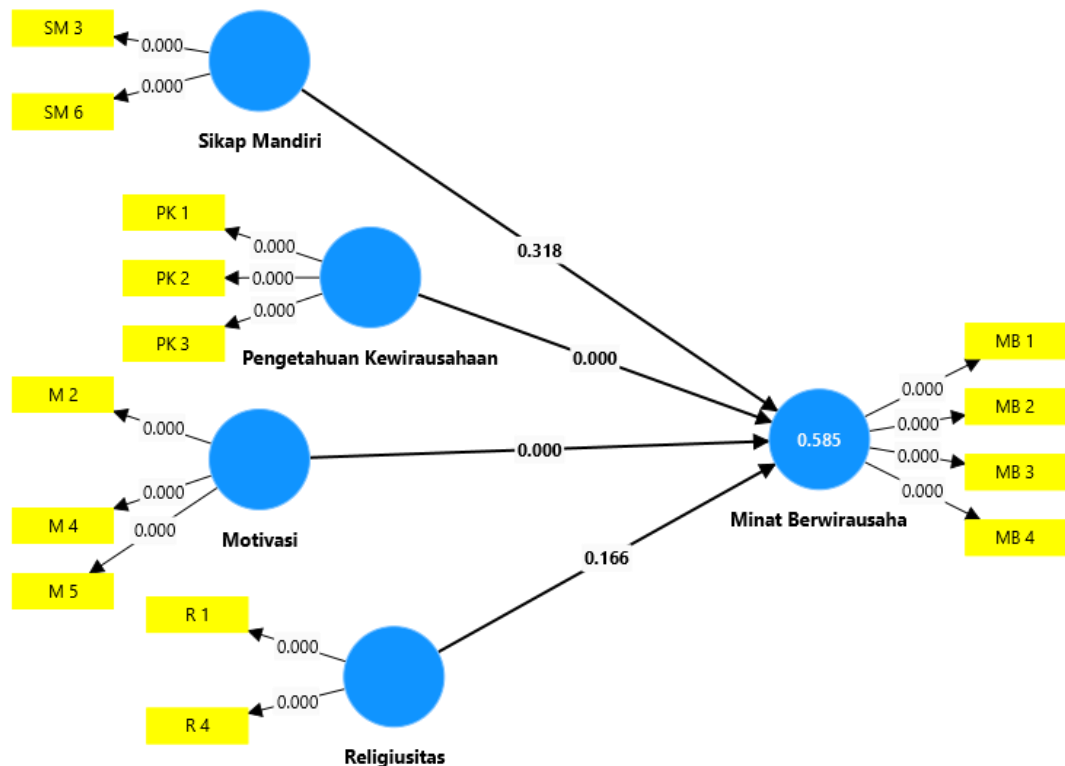 SM 3
0.000
0.000
SM 6
Sikap Mandiri
0.318
PK 1
0.000
PK 2
0.000
0.000
PK 3
Pengetahuan Kewirausahaan
0.000
M 2
0.000
0.000
M 4
0.000
M 5
Motivasi
0.000
R 1
0.000
0.000
R 4
Religiusitas
0.166
0.585
Minat Berwirausaha
MB 1
0.000
MB 2
0.000
0.000
MB 3
0.000
MB 4